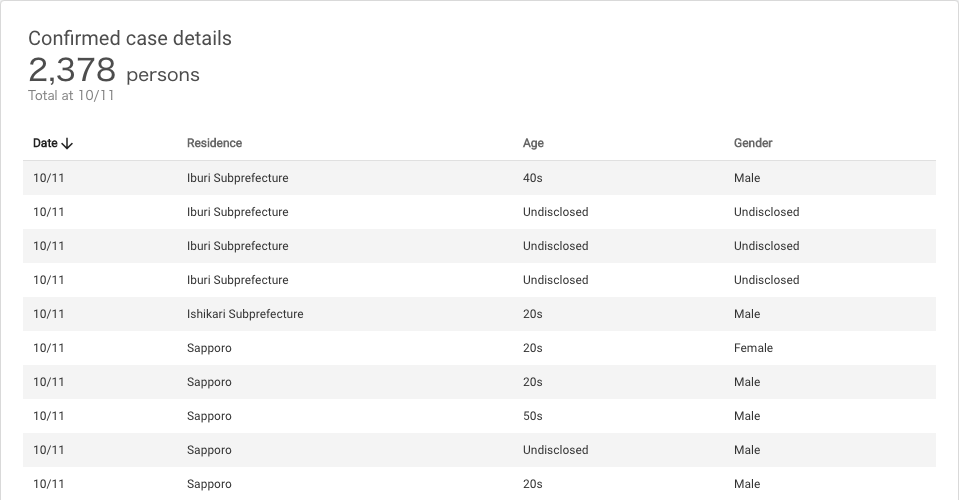 Confirmed case details
2,378 persons
Total at 10/11
Date Residence Age Gender
10/11 Iburi Subprefecture 40s Male
10/11 Iburi Subprefecture Undisclosed Undisclosed
10/11 Iburi Subprefecture Undisclosed Undisclosed
10/11 Iburi Subprefecture Undisclosed Undisclosed
10/11 Ishikari Subprefecture 20s Male
10/11 Sapporo 20s Female
10/11 Sapporo 20s Male
10/11 Sapporo 50s Male
10/11 Sapporo Undisclosed Male
10/11 Sapporo 20s Male